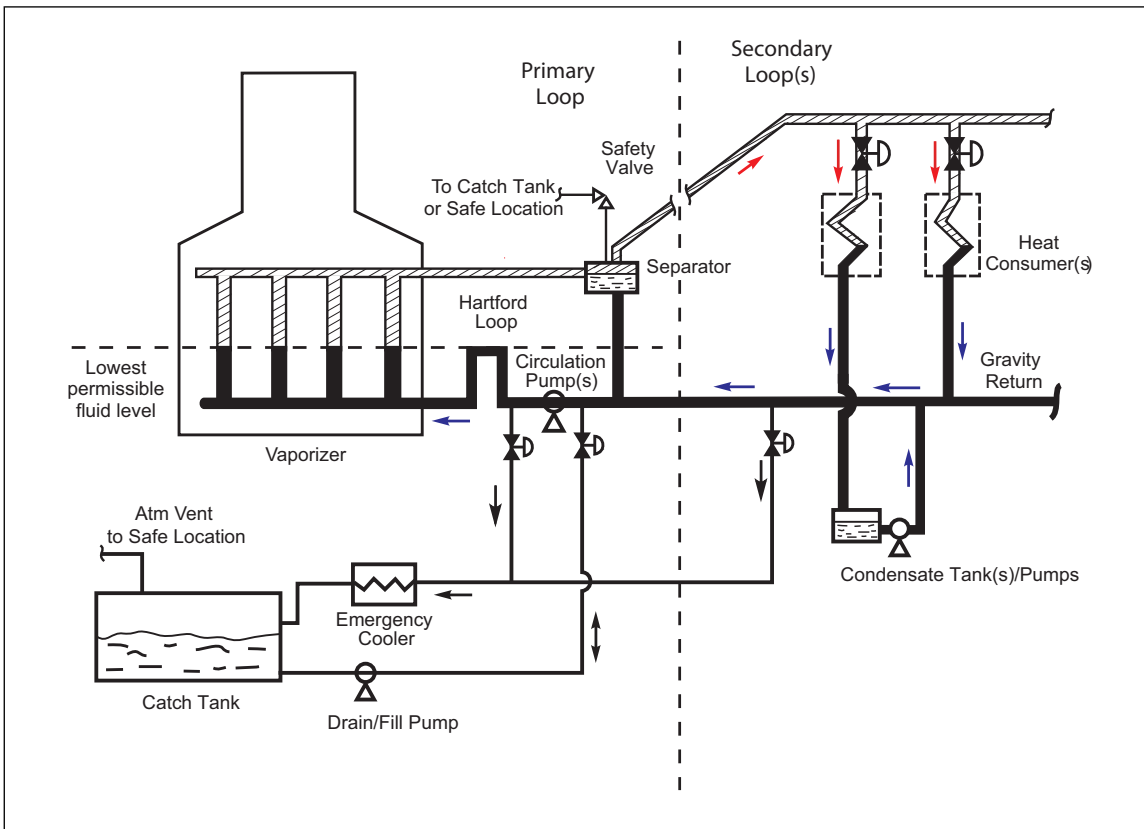 Primary
Loop
Secondary
Loop(s)
Safety
Valve
To Catch Tank
or Safe Location
Separator
Heat
Consumer(s)
Hartford
Loop
Lowest
permissible
fluid level
Circulation
Pump(s)
Gravity
Return
Vaporizer
Atm Vent
to Safe Location
Emergency
Cooler
Condensate Tank(s)/Pumps
Catch Tank
Drain/Fill Pump